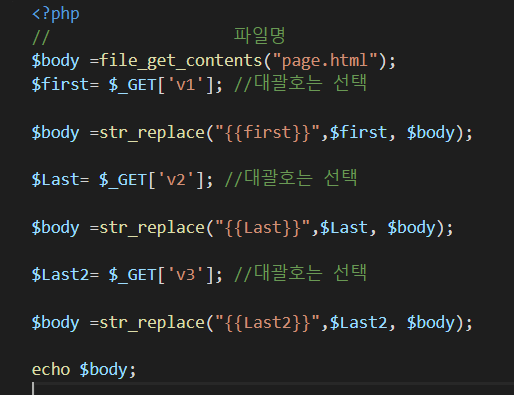 <?php
// 파일명
$body =file_get_contents("page.html");
$first= $_GET['v1']; //대괄호는 선택
$body =str_replace("{{first}}",$first, $body);
$Last= $_GET['v2']; //대괄호는 선택
$body =str_replace("{{Last}}",$Last, $body);
$Last2= $_GET['v3']; //대괄호는 선택
$body =str_replace("{{Last2}}",$Last2, $body);
echo $body;